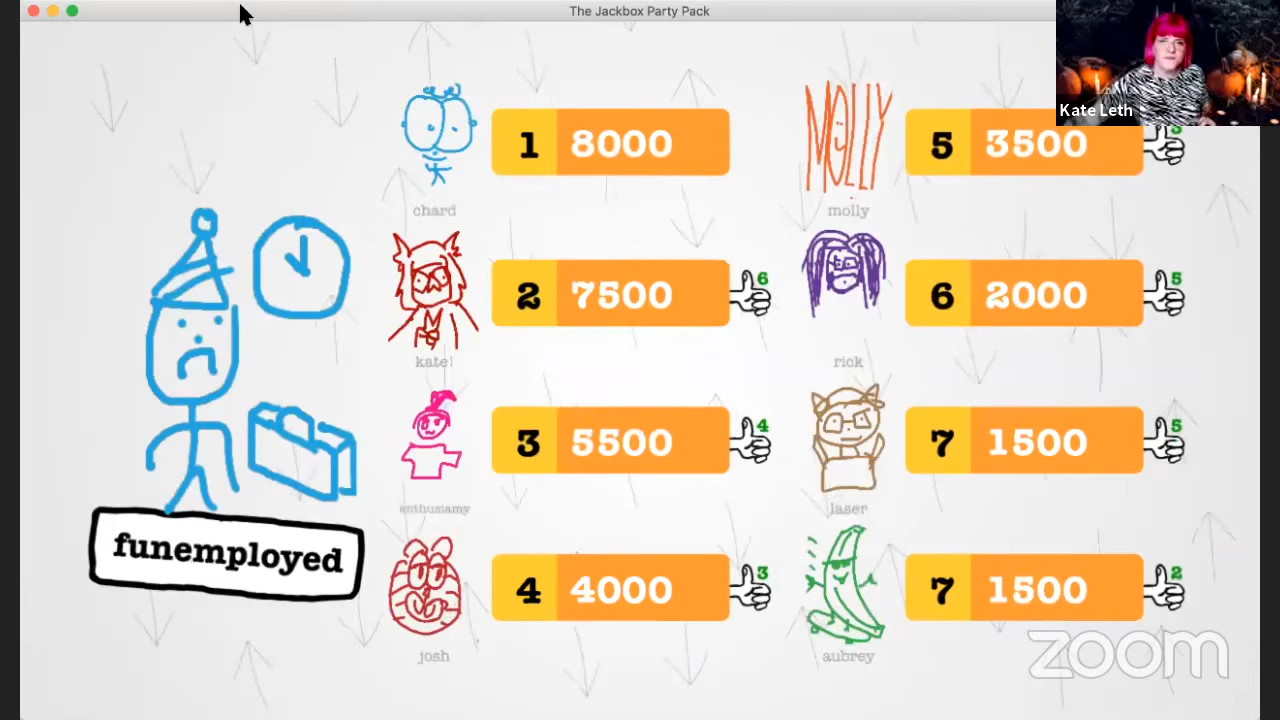 The Jackbox Party Pack
Kate Leth
1 8000
chard
MOLLY
5 3500 3
molly
2 7500 6
kate!
6 2000 5
rick
3 5500 4
enthusiamy
7 1500 5
laser
funemployed
4 4000 3
josh
7 1500 2
aubrey
zoom